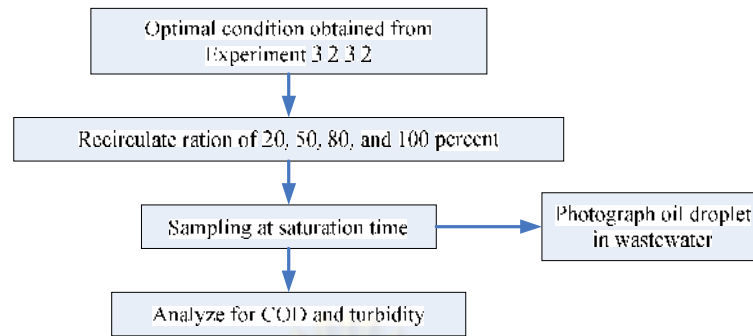 Optimal condition obtained from
Experiment 3 2 3 2
Recirculate ration of 20, 50, 80, and 100 percent
Sampling at saturation time
Photograph oil droplet
in wastewater
Analyze for COD and turbidity